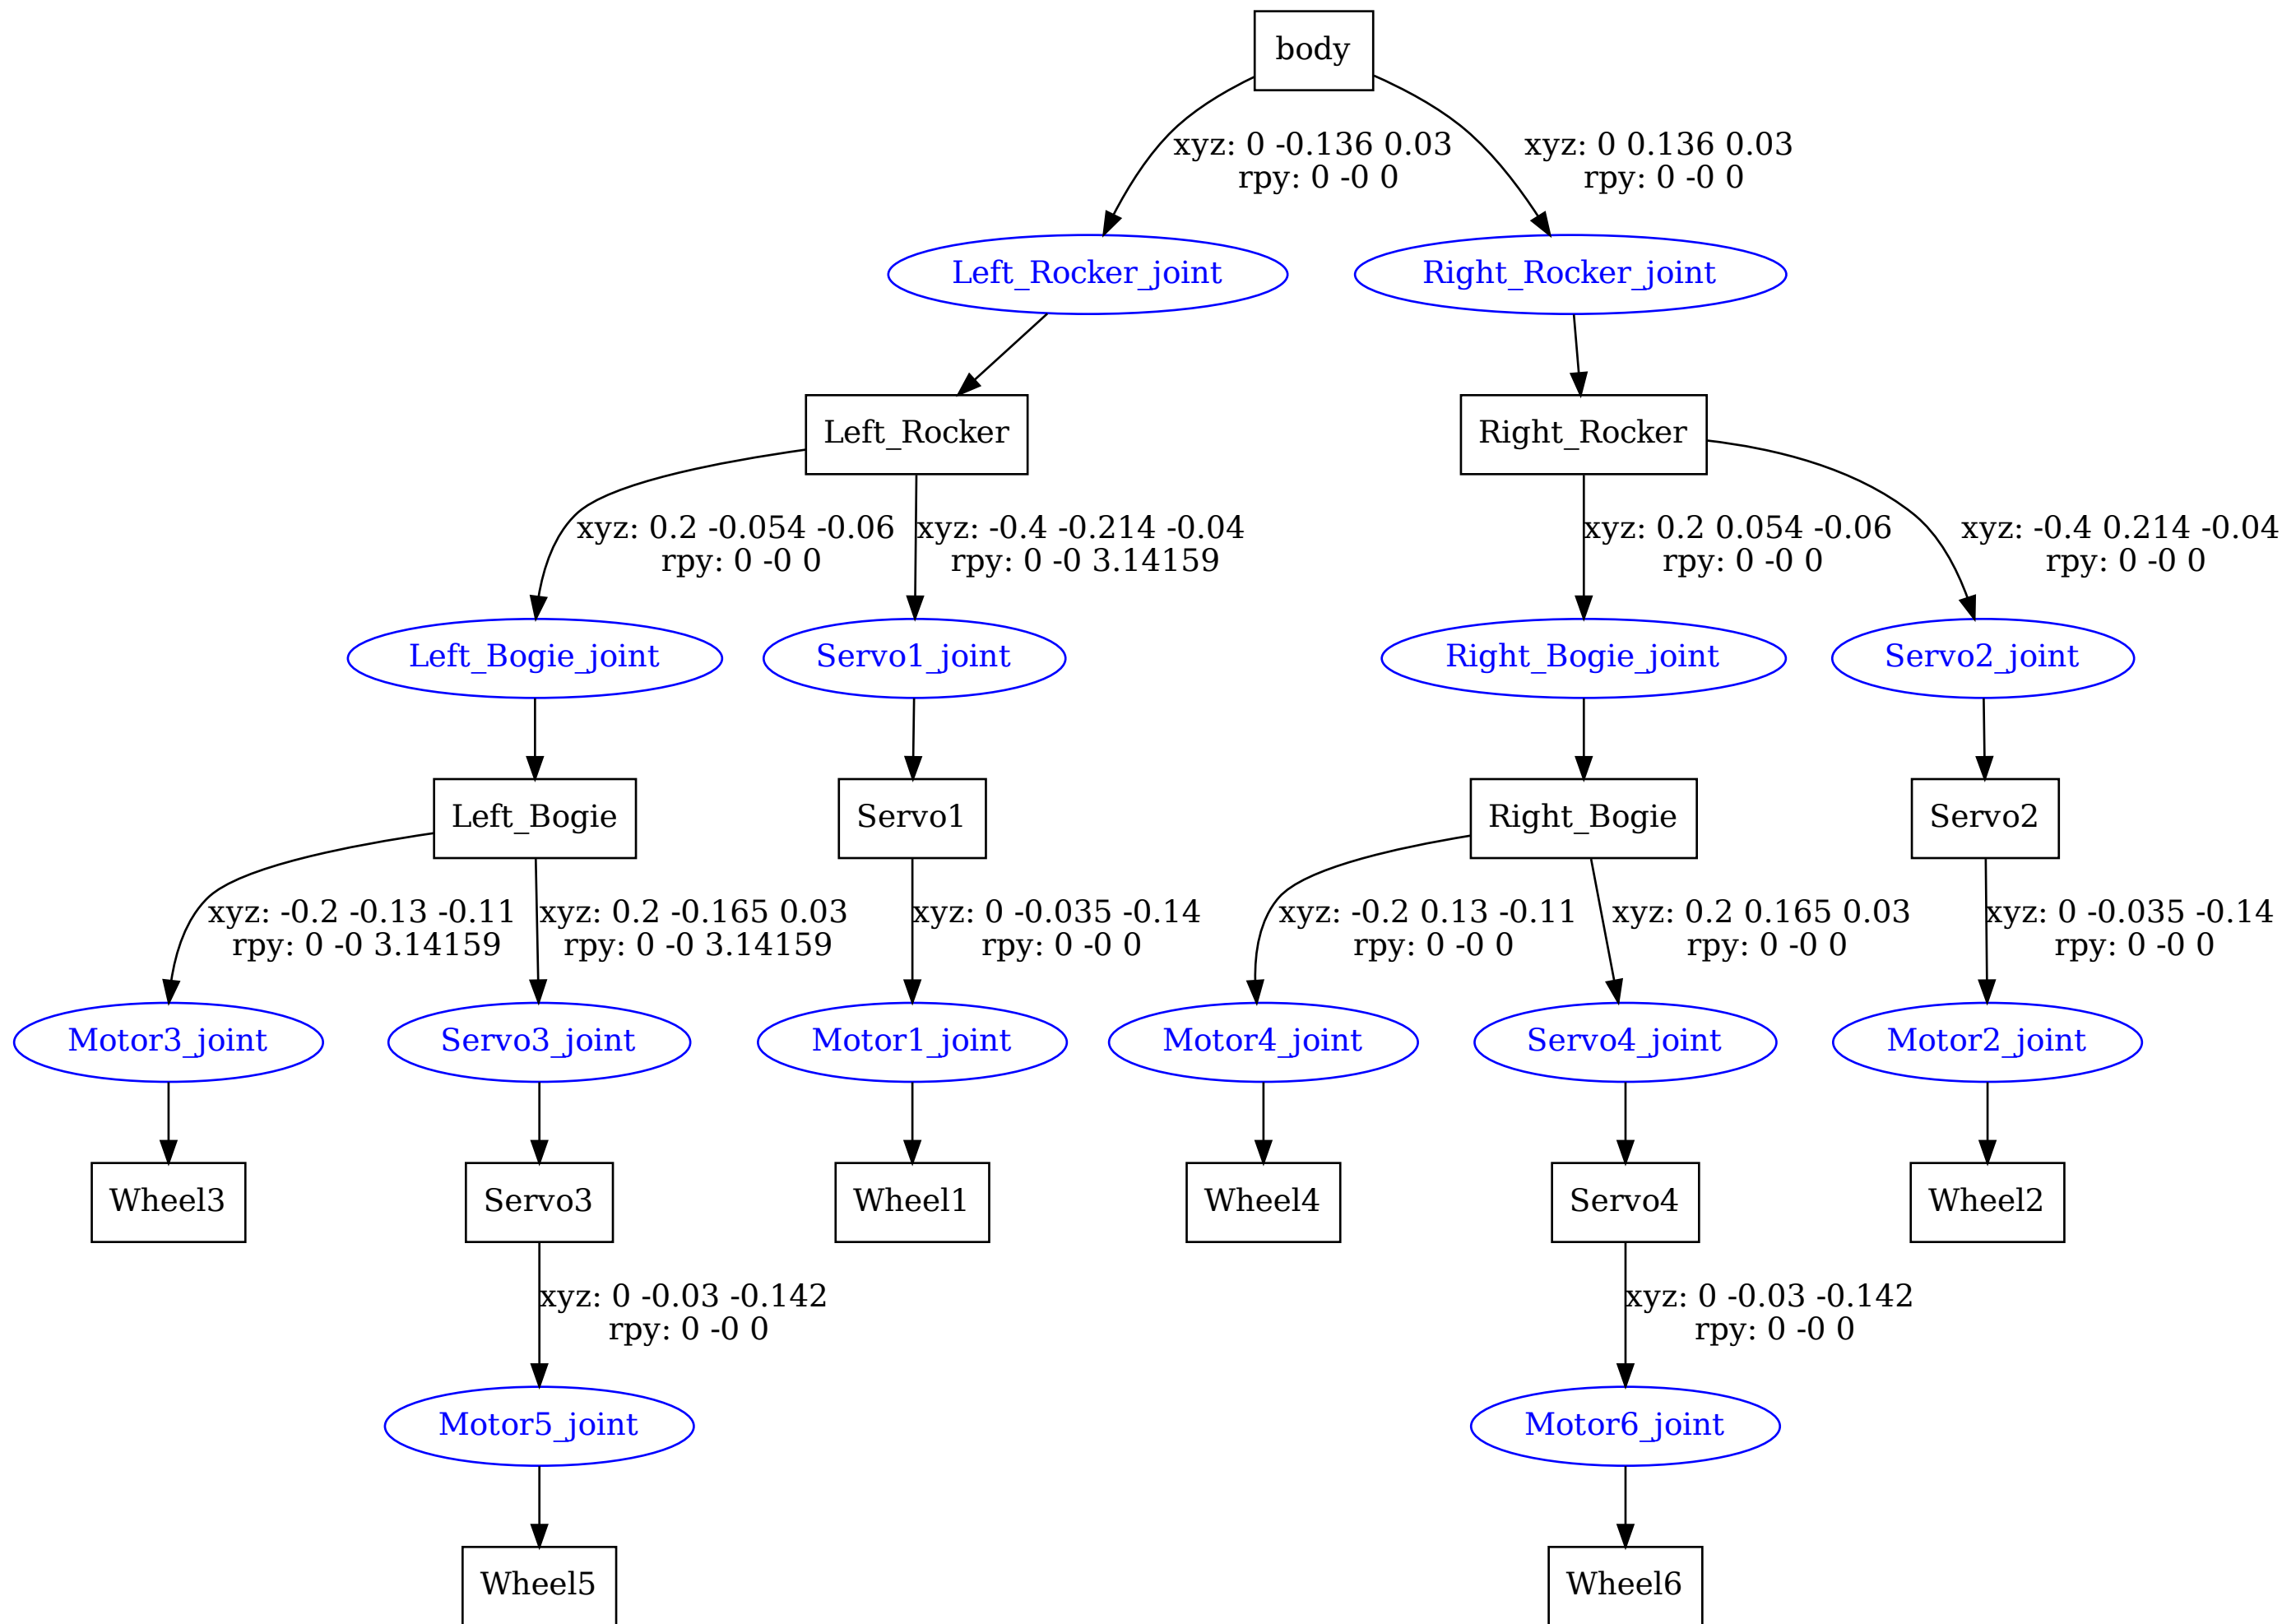 body
xyz: 0 -0.136 0.03
rpy: 0 -0 0
xyz: 0 0.136 0.03
rpy: 0 -0 0
Left_Rocker_joint
Right_Rocker_joint
Left_Rocker
Right_Rocker
xyz: 0.2 -0.054 -0.06
rpy: 0 -0 0
xyz: -0.4 -0.214 -0.04
rpy: 0 -0 3.14159
xyz: 0.2 0.054 -0.06
rpy: 0 -0 0
xyz: -0.4 0.214 -0.04
rpy: 0 -0 0
Left_Bogie_joint
Servo1_joint
Right_Bogie_joint
Servo2_joint
Left_Bogie
Servo1
Right_Bogie
Servo2
xyz: -0.2 -0.13 -0.11
rpy: 0 -0 3.14159
xyz: 0.2 -0.165 0.03
rpy: 0 -0 3.14159
xyz: 0 -0.035 -0.14
rpy: 0 -0 0
xyz: -0.2 0.13 -0.11
rpy: 0 -0 0
xyz: 0.2 0.165 0.03
rpy: 0 -0 0
xyz: 0 -0.035 -0.14
rpy: 0 -0 0
Motor3_joint
Servo3_joint
Motor1_joint
Motor4_joint
Servo4_joint
Motor2_joint
Wheel3
Servo3
Wheel1
Wheel4
Servo4
Wheel2
xyz: 0 -0.03 -0.142
rpy: 0 -0 0
xyz: 0 -0.03 -0.142
rpy: 0 -0 0
Motor5_joint
Motor6_joint
Wheel5
Wheel6